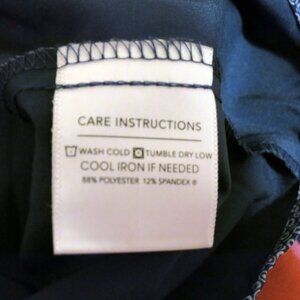 CARE INSTRUCTIONS
WASH COLD TUMBLE DRY LOW
COOL IRON IF NEEDED
88% POLYESTER 12% SPANDEX ®